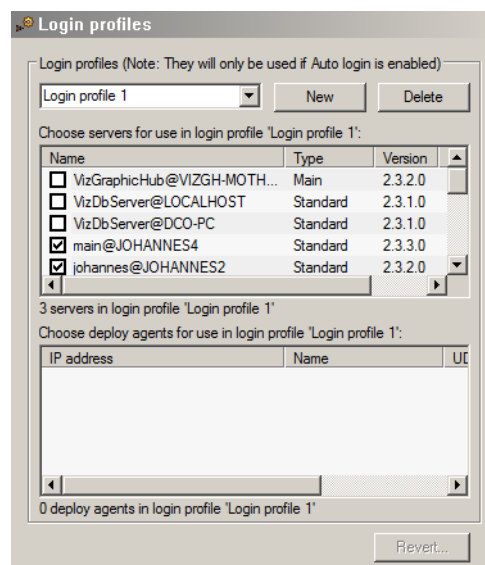 Login profiles
Login profiles (Note: They will only be used if Auto login is enabled)
Login profile 1 New Delete
Choose servers for use in login profile 'Login profile 1':
Name Type Version
VizGraphicHub@VIZGH-MOTH... Main 2.3.2.0
VizDbServer@LOCALHOST Standard 2.3.1.0
VizDbServer@DCO-PC Standard 2.3.1.0
main@JOHANNES4 Standard 2.3.3.0
johannes@JOHANNES2 Standard 2.3.2.0
3 servers in login profile 'Login profile 1'
Choose deploy agents for use in login profile 'Login profile 1':
IP address Name UD
0 deploy agents in login profile 'Login profile 1'
Revert...